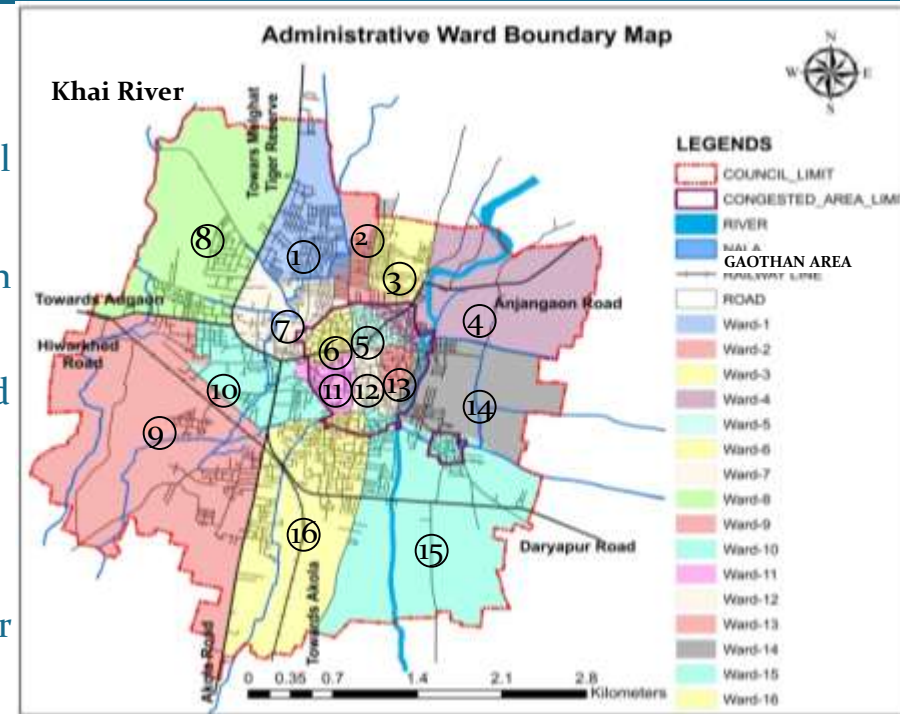 Administrative Ward Boundary Map
N
W
E
S
Khai River
Towars Melghat
Tiger Reserve
l
n
d
r
LEGENDS
COUNCIL_LIMIT
CONGESTED_AREA_LIMI
RIVER
NALA
GAOTHAN AREA
RAILWAY LINE
ROAD
Ward-1
Ward-2
Ward-3
Ward-4
Ward-5
Ward-6
Ward-7
Ward-8
Ward-9
Ward-10
Ward-11
Ward-12
Ward-13
Ward-14
Ward-15
Ward-16
8
1
2
3
Towards Adgaon
Anjangaon Road
4
7
5
6
Hiwarkhed
Road
10
11
12
13
14
9
16
15
Daryapur Road
Akola Road
Towards Akola
0 0.35 0.7 1.4 2.1 2.8
Kilometers